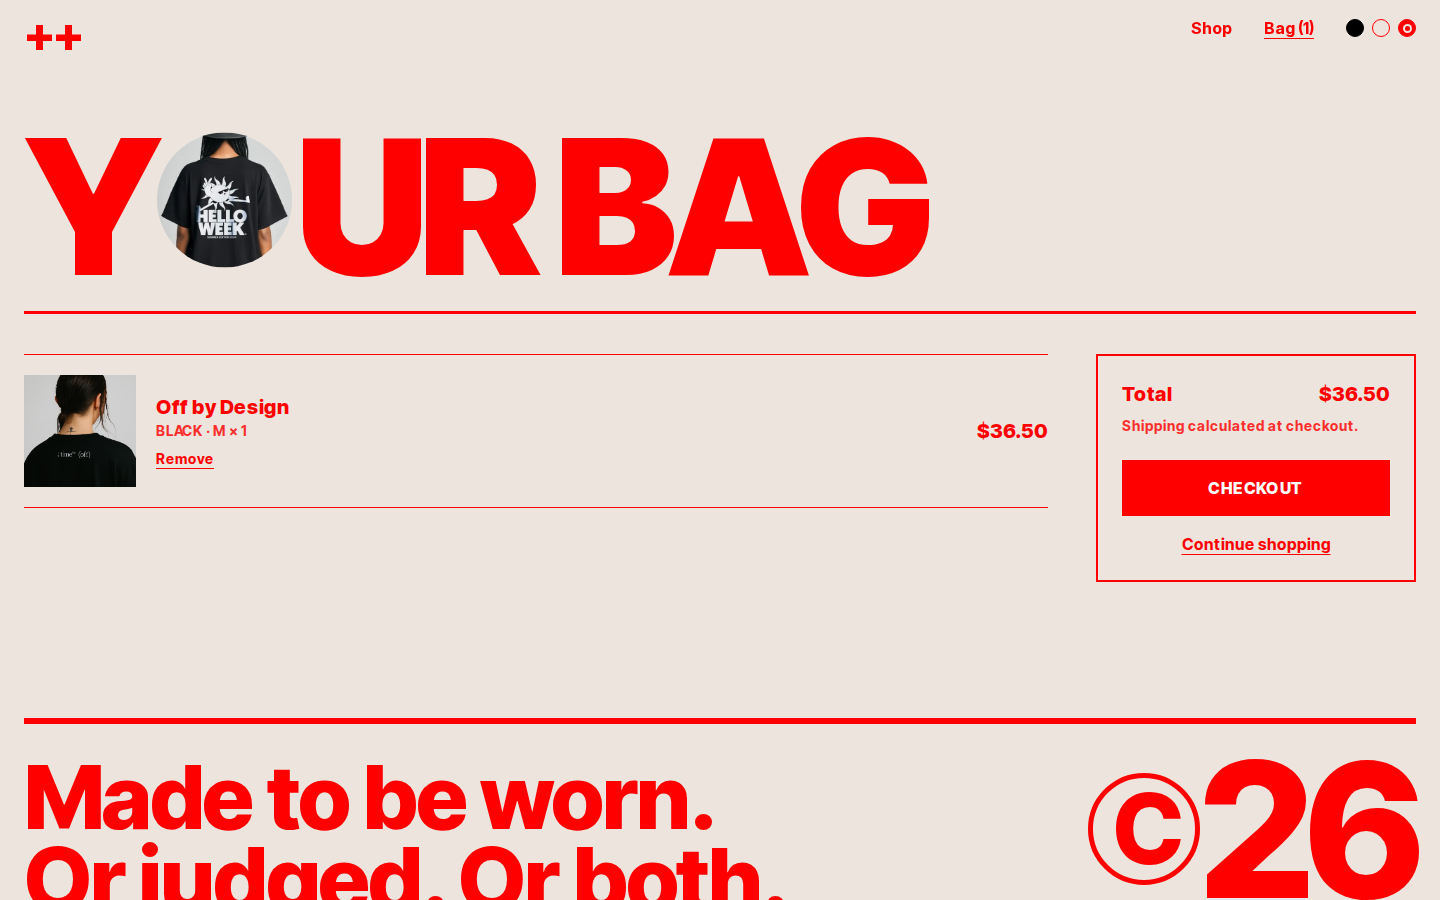 ++
Shop
Bag (1)
YOUR BAG
HELLO
WEEK
Off by Design
BLACK · M × 1
Remove
$36.50
Total
$36.50
Shipping calculated at checkout.
CHECKOUT
Continue shopping
Made to be worn.
Or judged. Or both.
©26